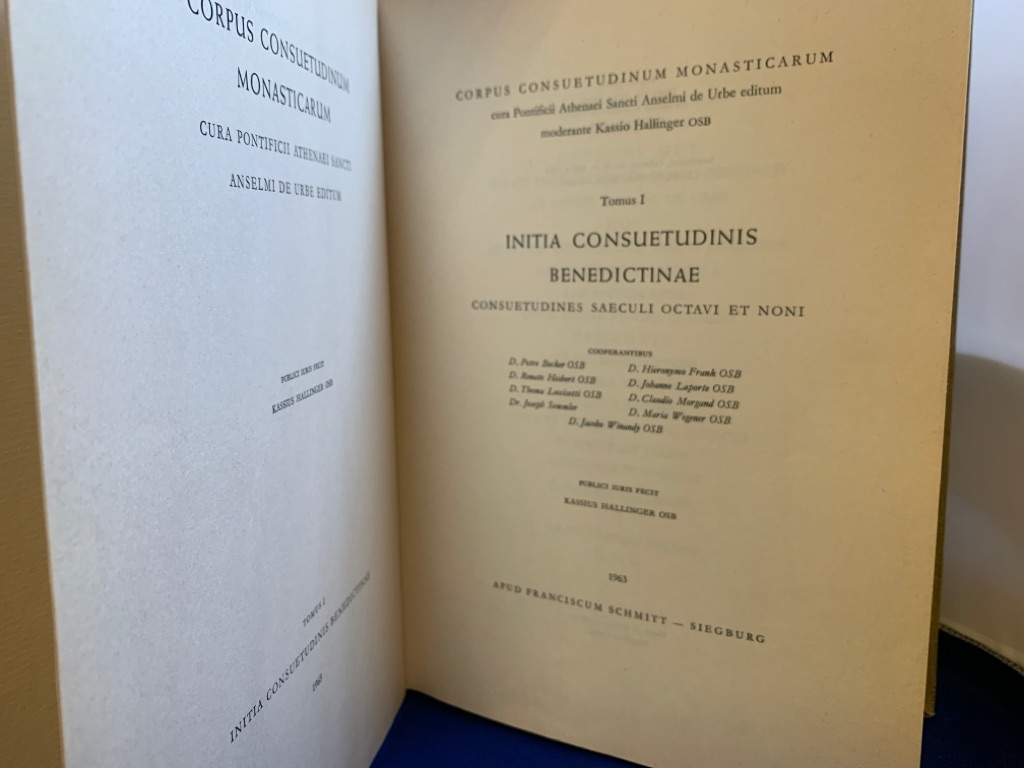 CORPUS CONSUETUDINUM
MONASTICARUM
CURA PONTIFICII ATHENAEI SANCTI
ANSELMI DE URBE EDITUM
PUBLICI IURIS FECIT
KASSIUS HALLINGER OSB
TOMUS I
INITIA CONSUETUDINIS BENEDICTINAE
1963
CORPUS CONSUETUDINUM MONASTICARUM
cura Pontificii Athenaei Sancti Anselmi de Urbe editum
moderante Kassio Hallinger OSB
Tomus I
INITIA CONSUETUDINIS
BENEDICTINAE
CONSUETUDINES SAECULI OCTAVI ET NONI
COOPERANTIBUS
D. Petro Becker OSB
D. Renato Hesbert OSB
D. Thoma Leccisotti OSB
Dr. Joseph Semmler
D. Hieronymo Frank OSB
D. Johanne Laporte OSB
D. Claudio Morgand OSB
D. Maria Wegener OSB
D. Jacobo Winandy OSB
PUBLICI IURIS FECIT
KASSIUS HALLINGER OSB
1963
APUD FRANCISCUM SCHMITT — SIEGBURG